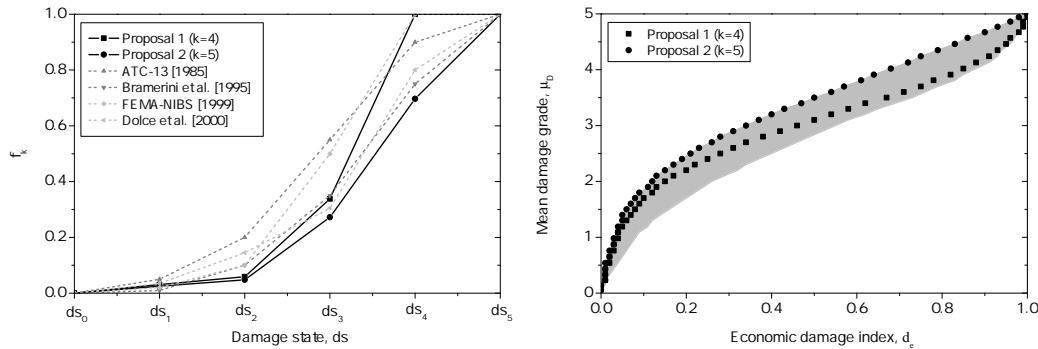 1.0
0.8
0.6
0.4
0.2
0.0
f_k
Proposal 1 (k=4)
Proposal 2 (k=5)
ATC-13 [1985]
Bramerini et al. [1995]
FEMA-NIBS [1999]
Dolce et al. [2000]
ds_0 ds_1 ds_2 ds_3 ds_4 ds_5
Damage state, ds
5
4
3
2
1
0
Mean damage grade, μ_D
Proposal 1 (k=4)
Proposal 2 (k=5)
0.0 0.2 0.4 0.6 0.8 1.0
Economic damage index, d_e